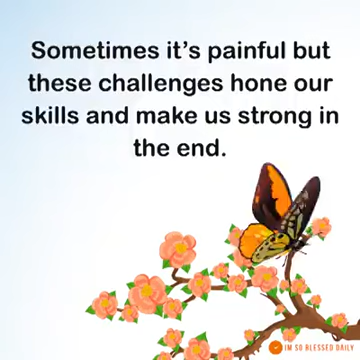 Sometimes it's painful but
these challenges hone our
skills and make us strong in
the end.
IM SO BLESSED DAILY